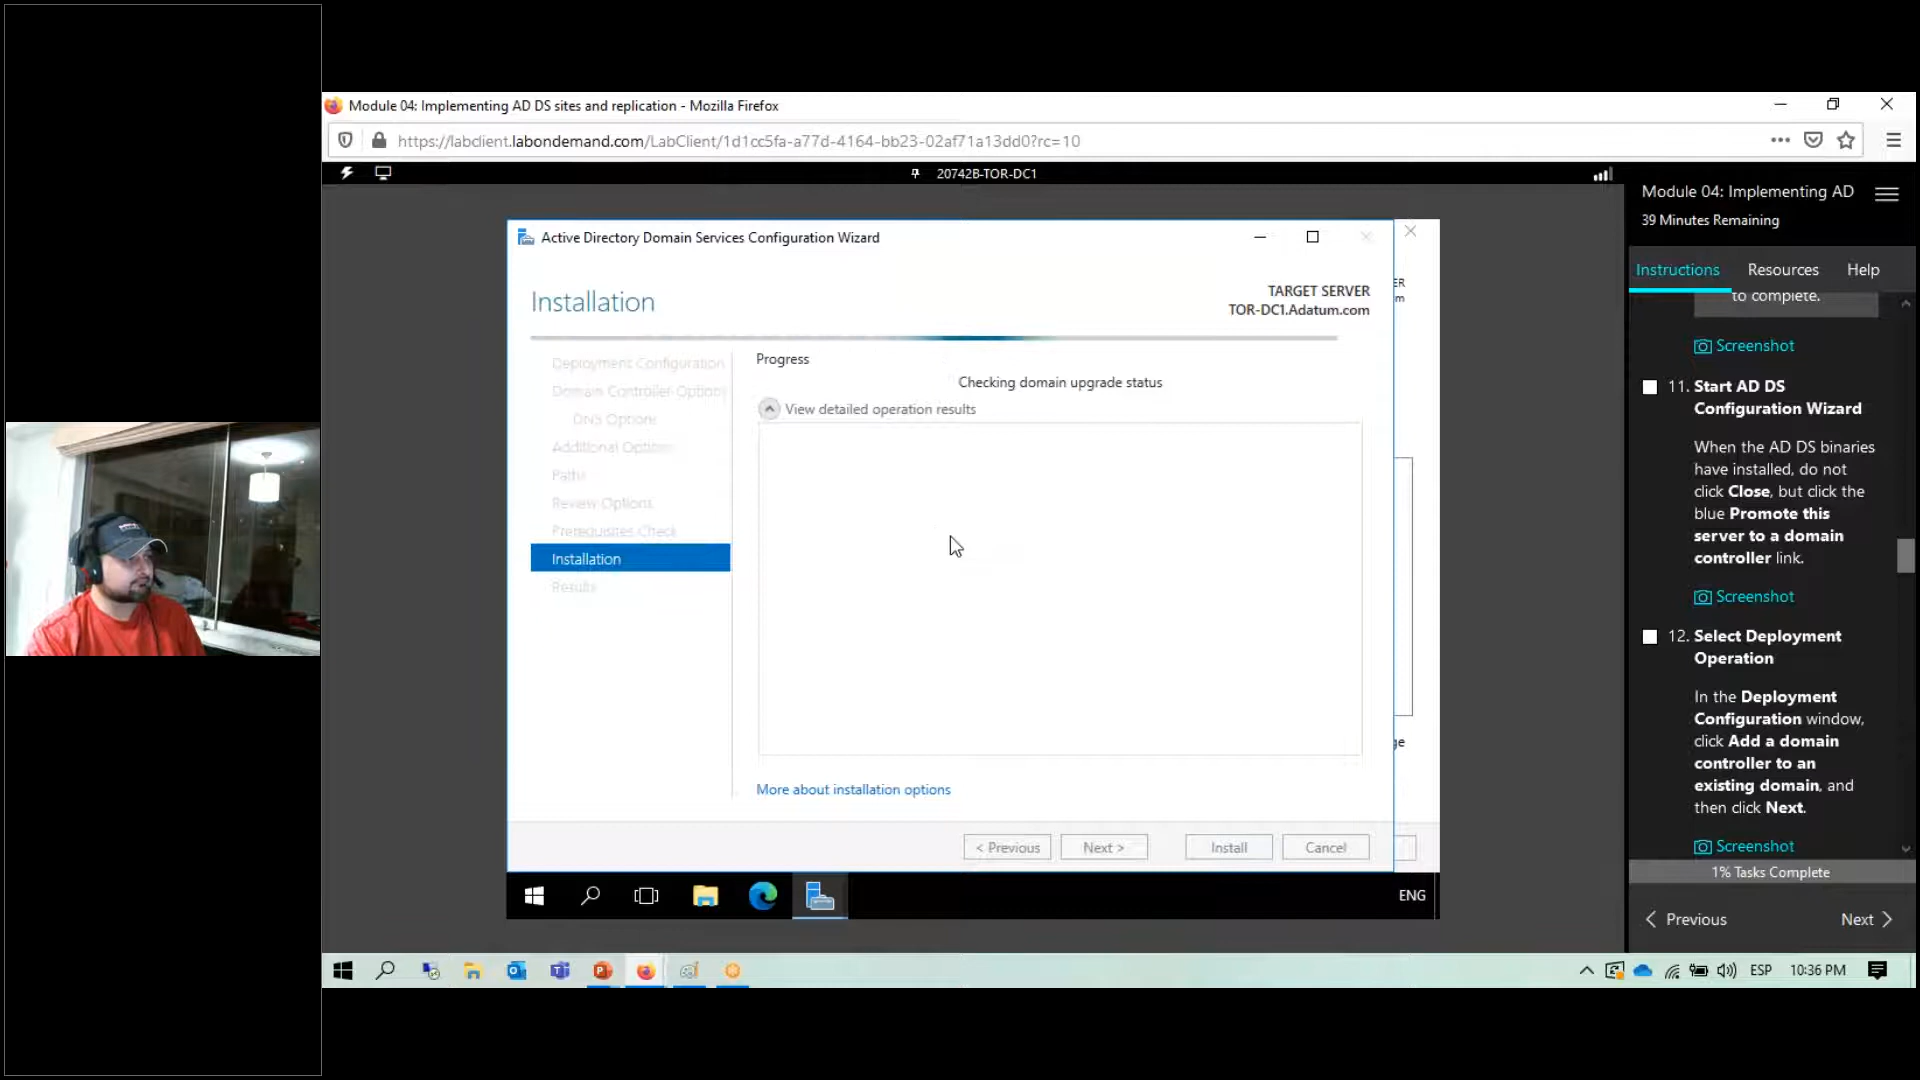 Module 04: Implementing AD DS sites and replication - Mozilla Firefox
https://labclient.labondemand.com/LabClient/1d1cc5fa-a77d-4164-bb23-02af71a13dd0?rc=10
20742B-TOR-DC1
Active Directory Domain Services Configuration Wizard
Installation
TARGET SERVER
TOR-DC1.Adatum.com
ER
m
Deployment Configuration
Domain Controller Options
DNS Options
Additional Options
Paths
Review Options
Prerequisites Check
Installation
Results
Progress
Checking domain upgrade status
View detailed operation results
More about installation options
ge
< Previous
Next >
Install
Cancel
ENG
Module 04: Implementing AD
39 Minutes Remaining
Instructions
Resources
Help
to complete.
Screenshot
11. Start AD DS
Configuration Wizard
When the AD DS binaries
have installed, do not
click Close, but click the
blue Promote this
server to a domain
controller link.
Screenshot
12. Select Deployment
Operation
In the Deployment
Configuration window,
click Add a domain
controller to an
existing domain, and
then click Next.
Screenshot
1% Tasks Complete
Previous
Next
ESP
10:36 PM